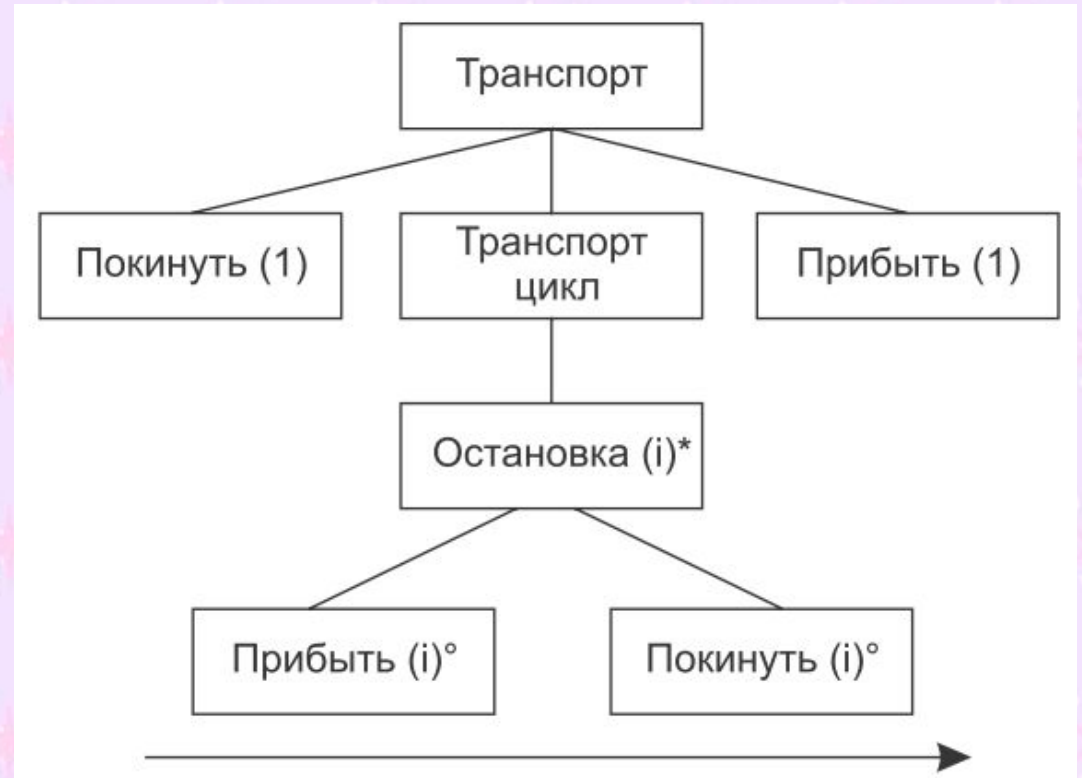 Транспорт
Покинуть (1)
Транспорт
цикл
Прибыть (1)
Остановка (i)*
Прибыть (i)°
Покинуть (i)°